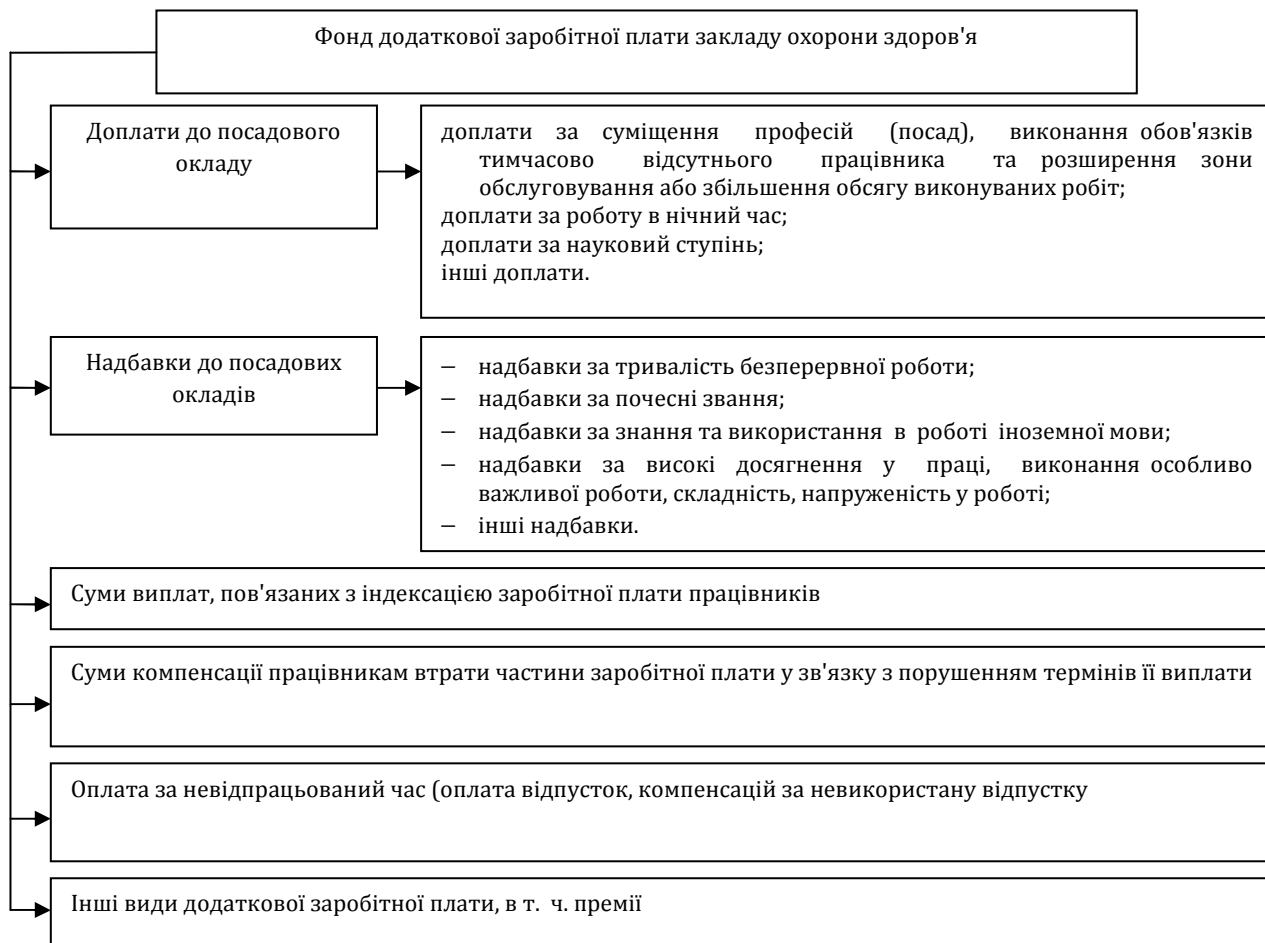 Фонд додаткової заробітної плати закладу охорони здоров'я
Доплати до посадового
окладу
доплати за суміщення професій (посад), виконання обов'язків
тимчасово відсутнього працівника та розширення зони
обслуговування або збільшення обсягу виконуваних робіт;
доплати за роботу в нічний час;
доплати за науковий ступінь;
інші доплати.
Надбавки до посадових
окладів
– надбавки за тривалість безперервної роботи;
– надбавки за почесні звання;
– надбавки за знання та використання в роботі іноземної мови;
– надбавки за високі досягнення у праці, виконання особливо
важливої роботи, складність, напруженість у роботі;
– інші надбавки.
Суми виплат, пов'язаних з індексацією заробітної плати працівників
Суми компенсації працівникам втрати частини заробітної плати у зв'язку з порушенням термінів її виплати
Оплата за невідпрацьований час (оплата відпусток, компенсацій за невикористану відпустку
Інші види додаткової заробітної плати, в т. ч. премії